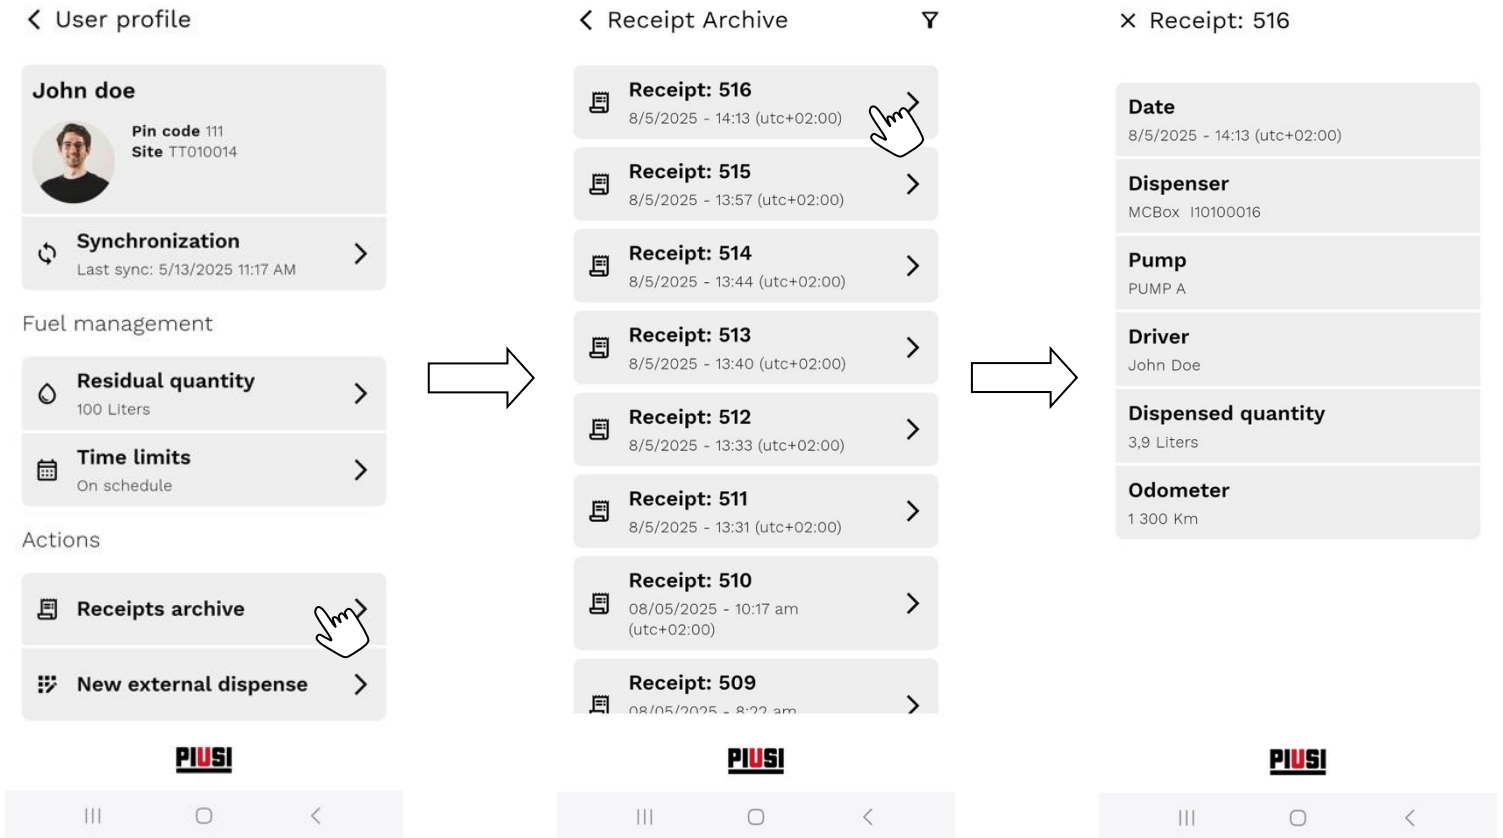 User profile
John doe
Pin code 111
Site TT010014
Synchronization
Last sync: 5/13/2025 11:17 AM
Fuel management
Residual quantity
100 Liters
Time limits
On schedule
Actions
Receipts archive
New external dispense
PIUSI
Receipt Archive
Receipt: 516
8/5/2025 - 14:13 (utc+02:00)
Receipt: 515
8/5/2025 - 13:57 (utc+02:00)
Receipt: 514
8/5/2025 - 13:44 (utc+02:00)
Receipt: 513
8/5/2025 - 13:40 (utc+02:00)
Receipt: 512
8/5/2025 - 13:33 (utc+02:00)
Receipt: 511
8/5/2025 - 13:31 (utc+02:00)
Receipt: 510
08/05/2025 - 10:17 am
(utc+02:00)
Receipt: 509
08/05/2025 - 8:22 am
PIUSI
Receipt: 516
Date
8/5/2025 - 14:13 (utc+02:00)
Dispenser
MCBox I10100016
Pump
PUMP A
Driver
John Doe
Dispensed quantity
3,9 Liters
Odometer
1 300 Km
PIUSI